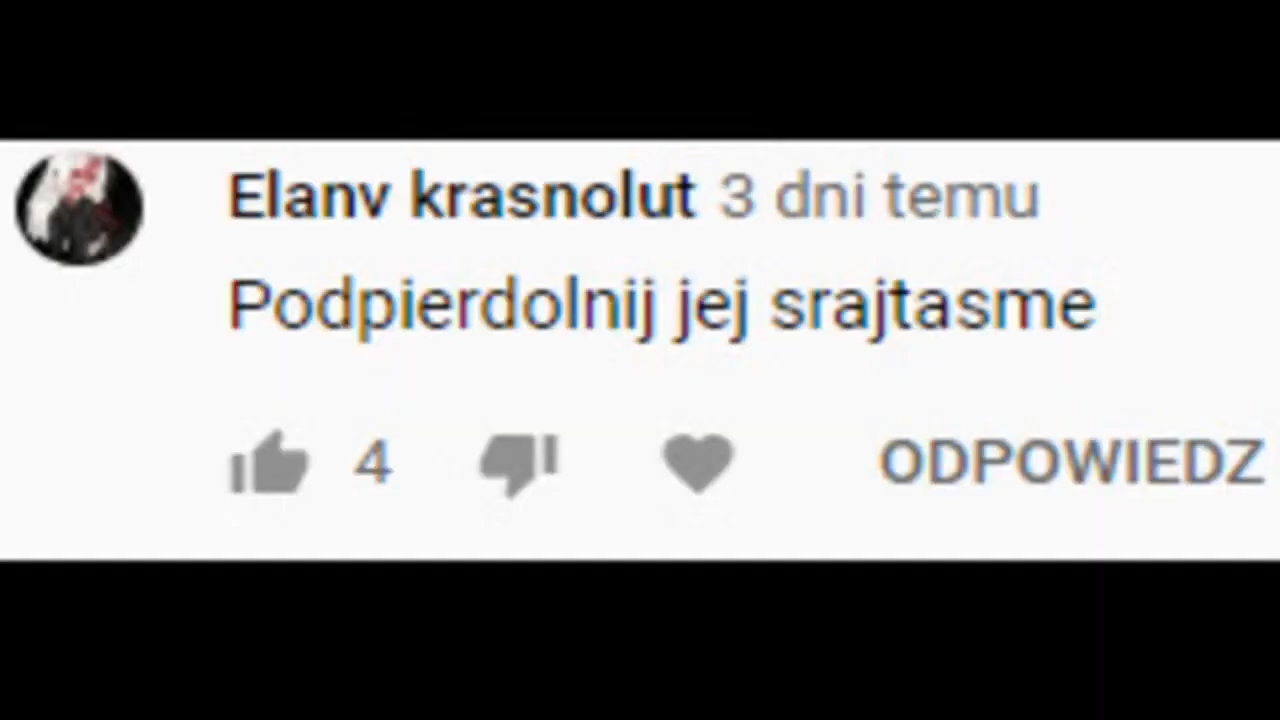 Elanv krasnolut 3 dni temu
Podpierdolnij jej srajtasme
4 ODPOWIEDZ